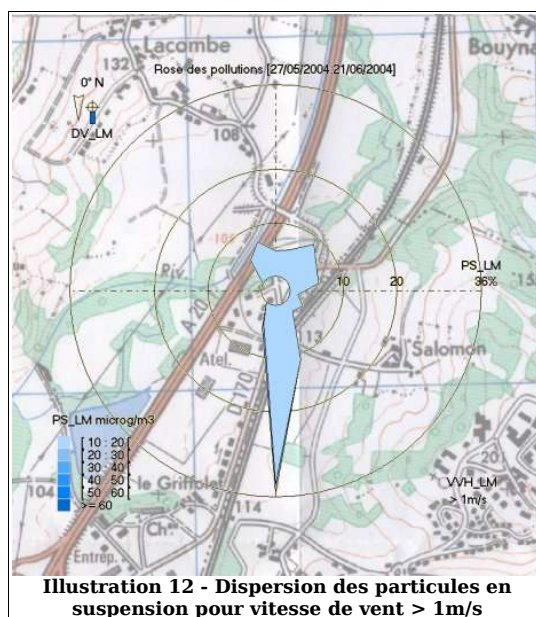 Lacombe
Bouyna
132
Rose des pollutions [27/05/2004 21/06/2004]
0° N
DV_LM
108
105
Riv.
PS_LM
10
20
36%
15
A 20
13
Atel.
Salomon
D 170
PS_LM microg/m3
[ 10 : 20 [
[ 20 : 30 [
[ 30 : 40 [
[ 40 : 50 [
[ 50 : 60 [
>= 60
20
104
le Griffolet
VVH_LM
> 1m/s
114
Chau
Entrep.
Illustration 12 - Dispersion des particules en
suspension pour vitesse de vent > 1m/s